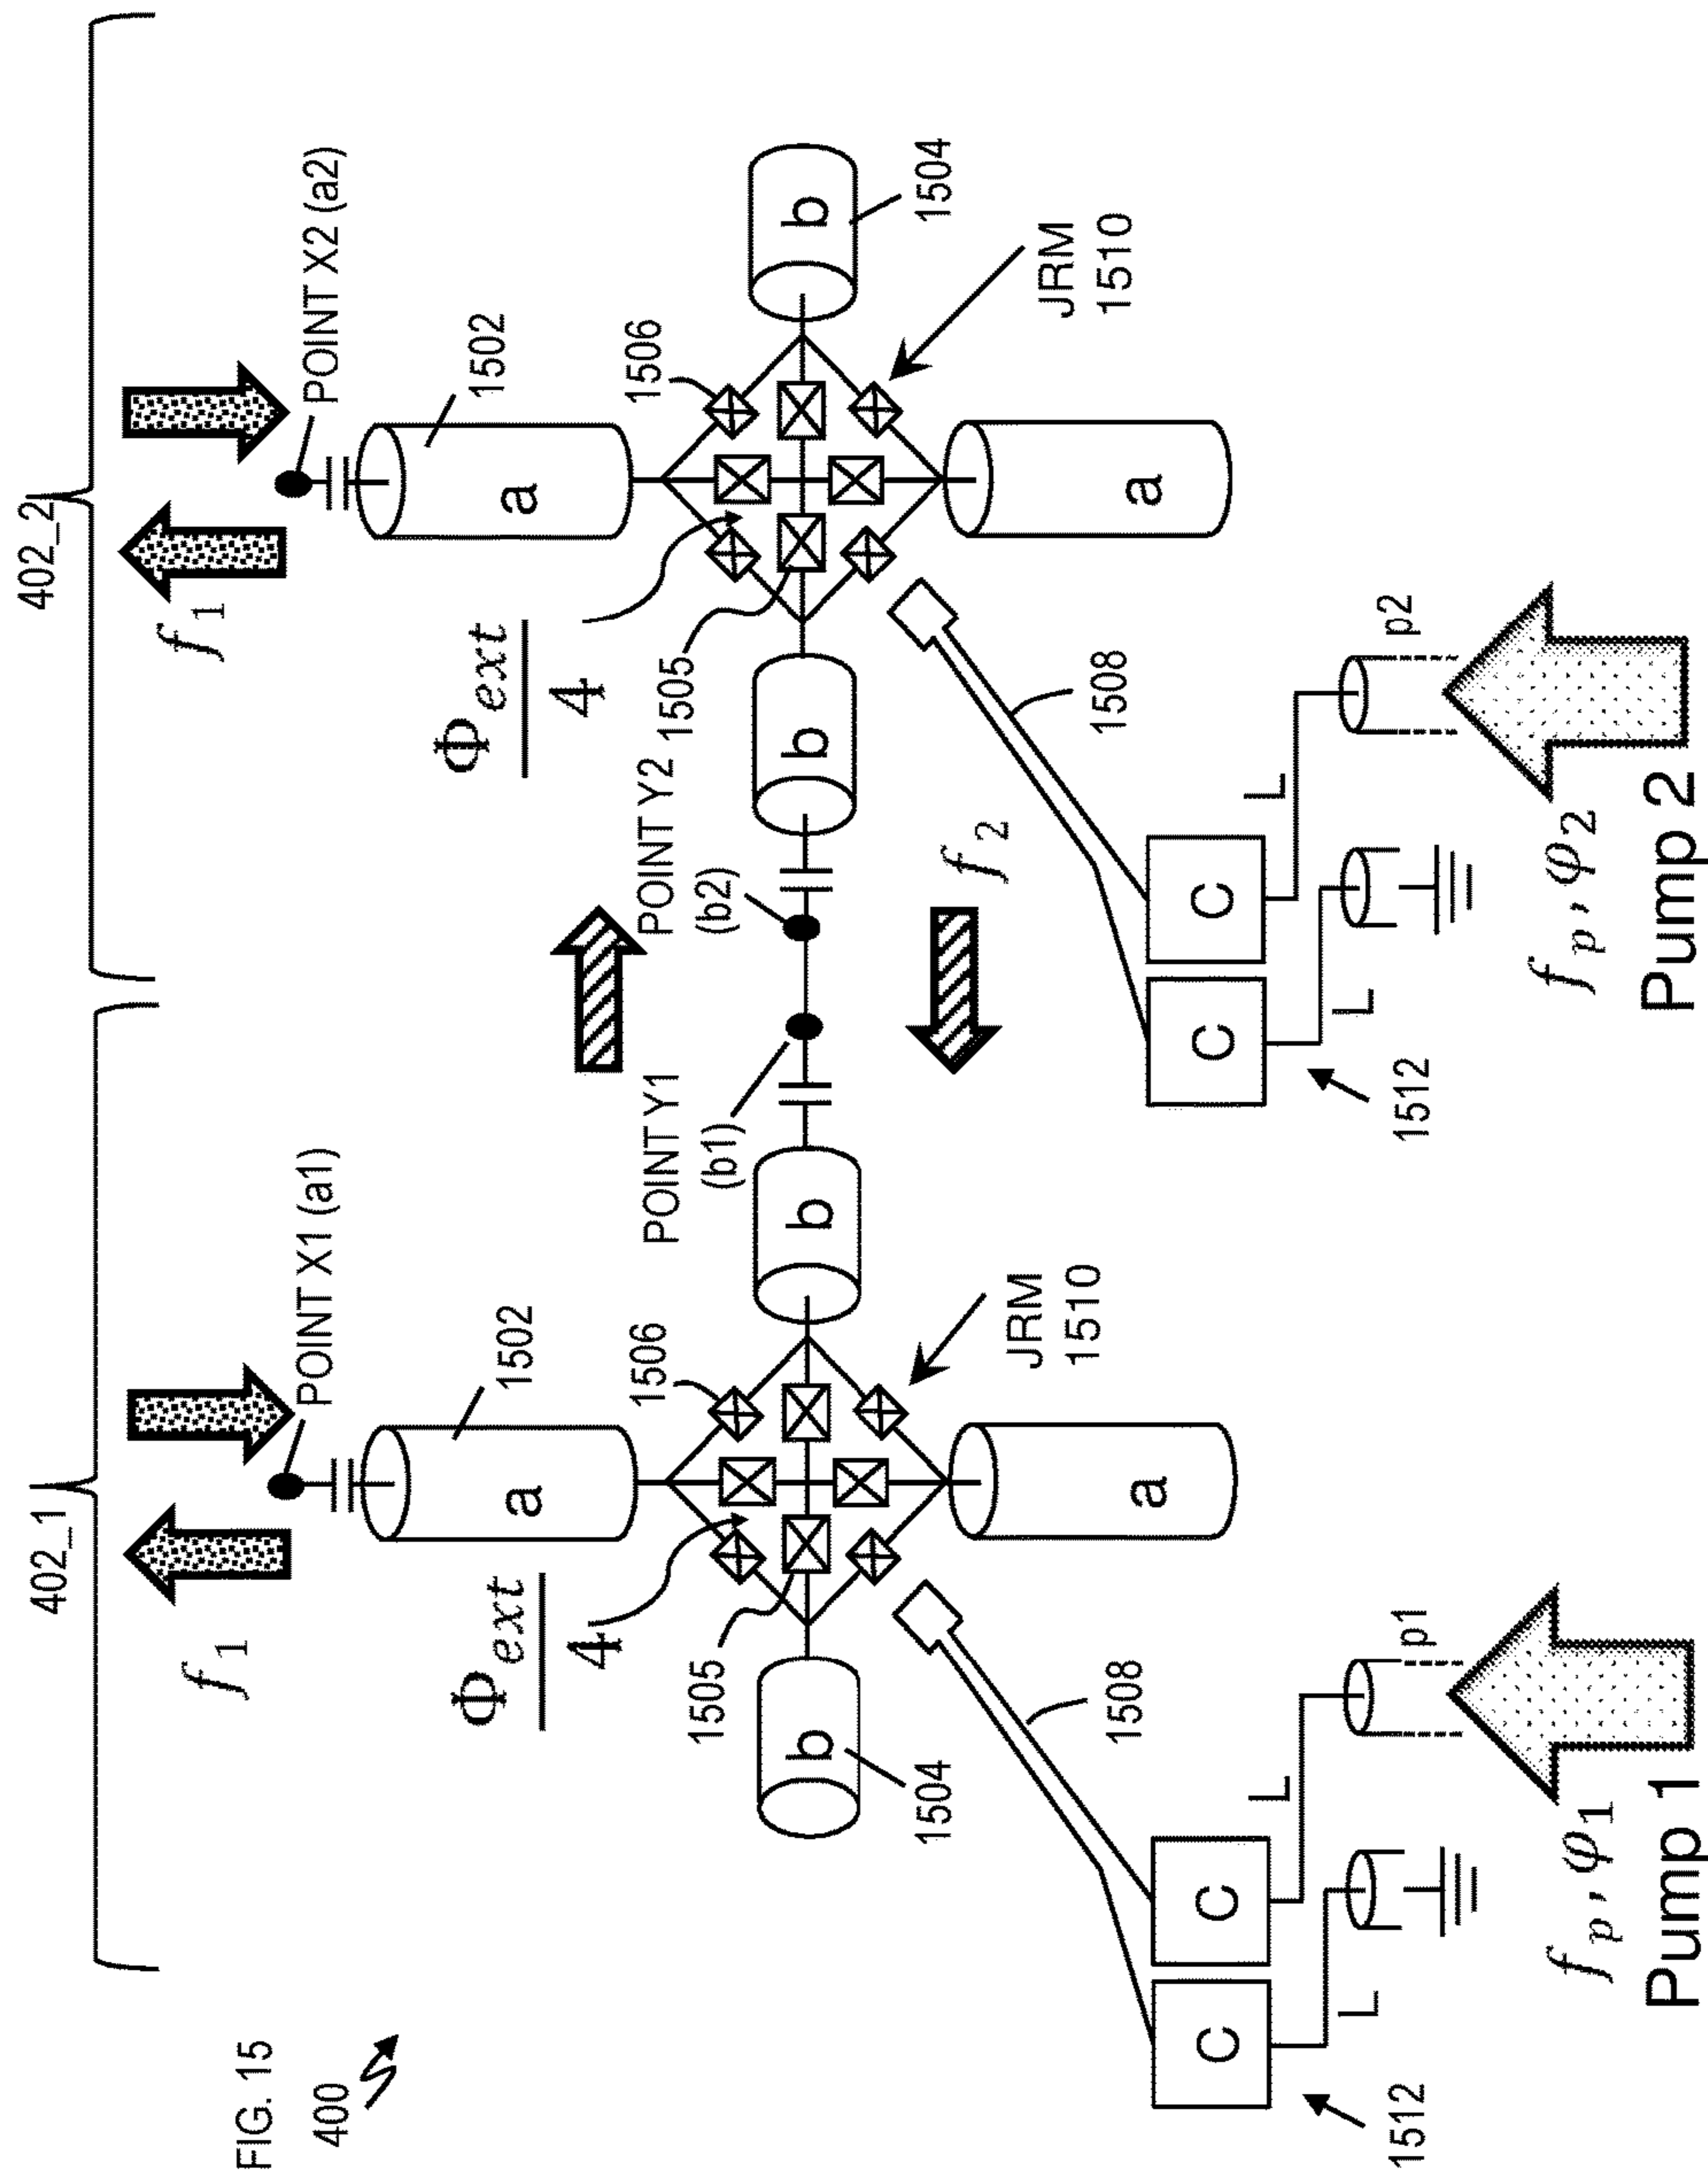 FIG. 15
400
402_1
402_2
f1
POINT X1 (a1)
f1
POINT X2 (a2)
a
1502
a
1502
Φext
4
1506
Φext
4
1506
1505
1505
b
1504
b
POINT Y1
(b1)
POINT Y2
(b2)
b
b
1504
JRM
1510
JRM
1510
f2
a
a
1508
1508
C
C
C
C
L
L
L
L
1512
1512
p1
p2
fp, φ1
Pump 1
fp, φ2
Pump 2